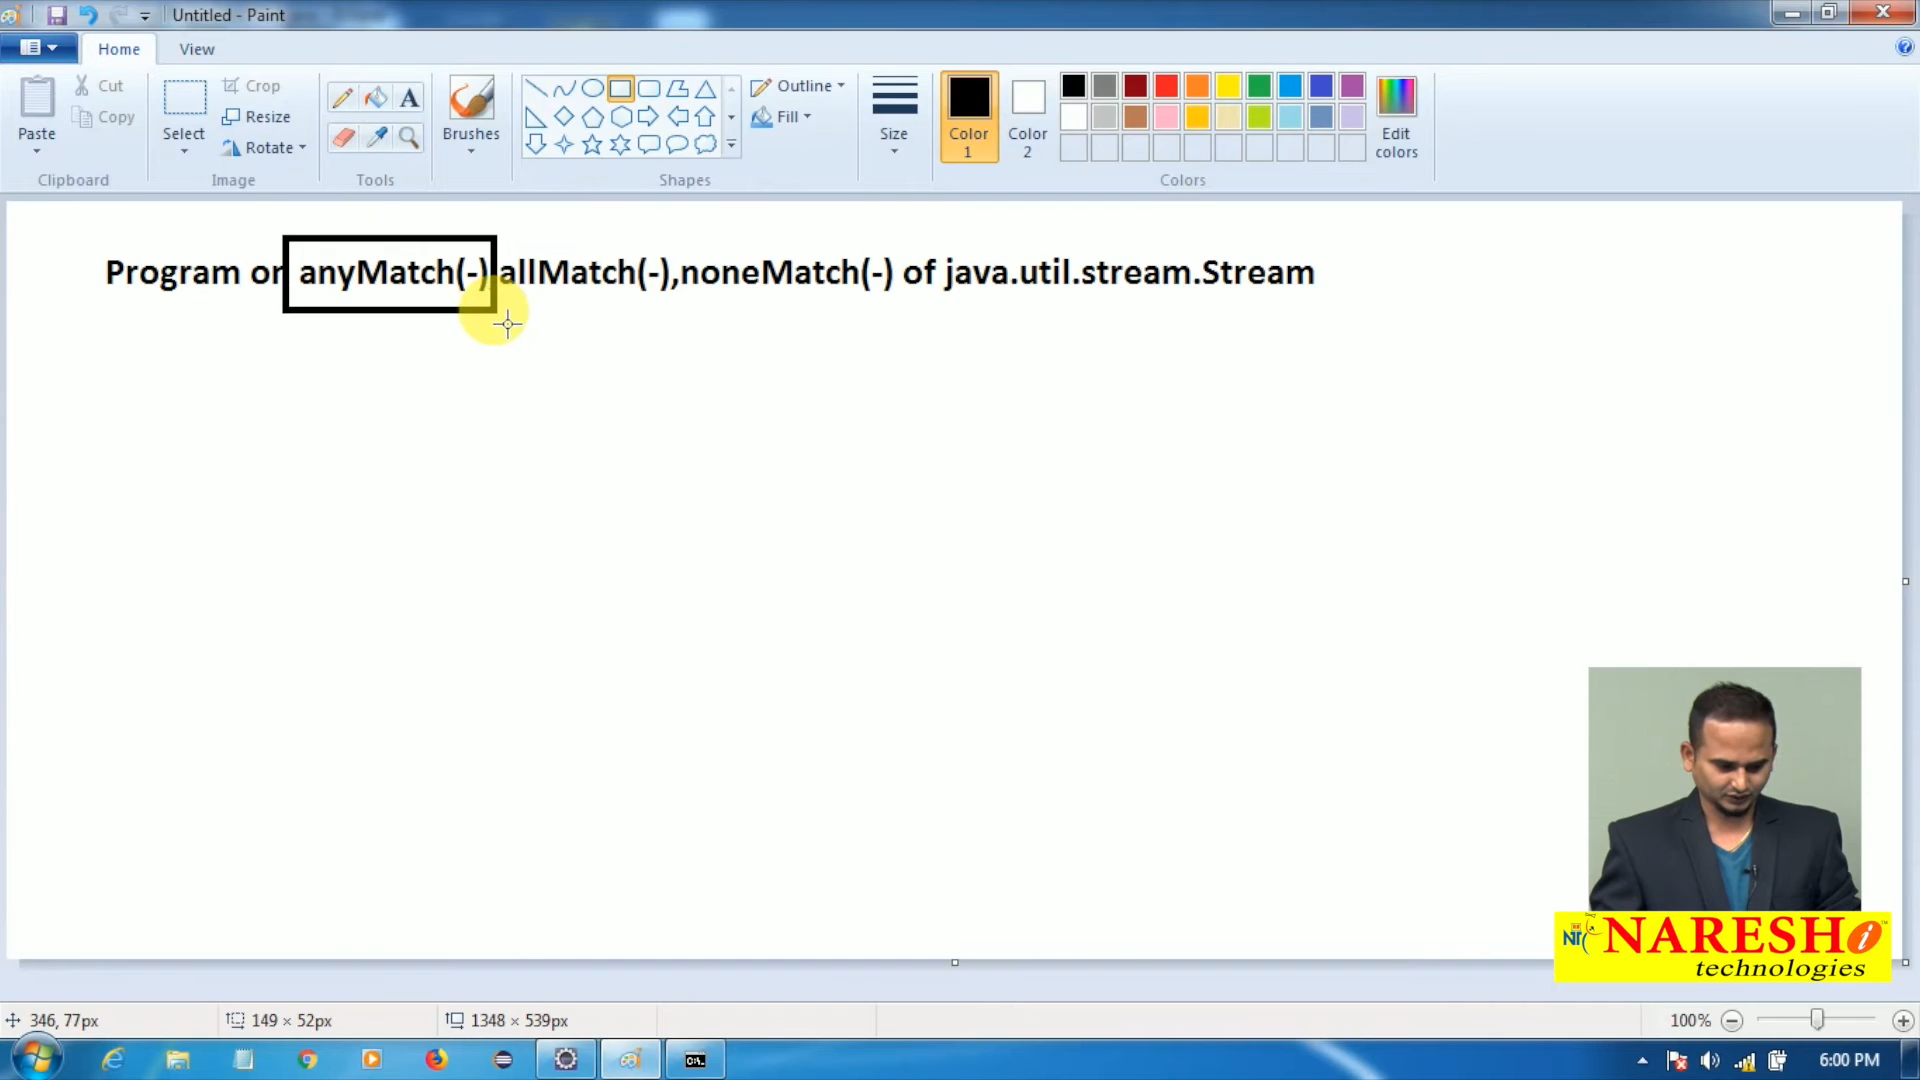 Untitled - Paint
Home
View
Paste
Cut
Copy
Clipboard
Select
Crop
Resize
Rotate
Image
Tools
Brushes
Shapes
Outline
Fill
Size
Color 1
Color 2
Edit colors
Colors
Program on anyMatch(-) allMatch(-),noneMatch(-) of java.util.stream.Stream
NT
NARESH i
technologies
346, 77px
149 × 52px
1348 × 539px
100%
6:00 PM